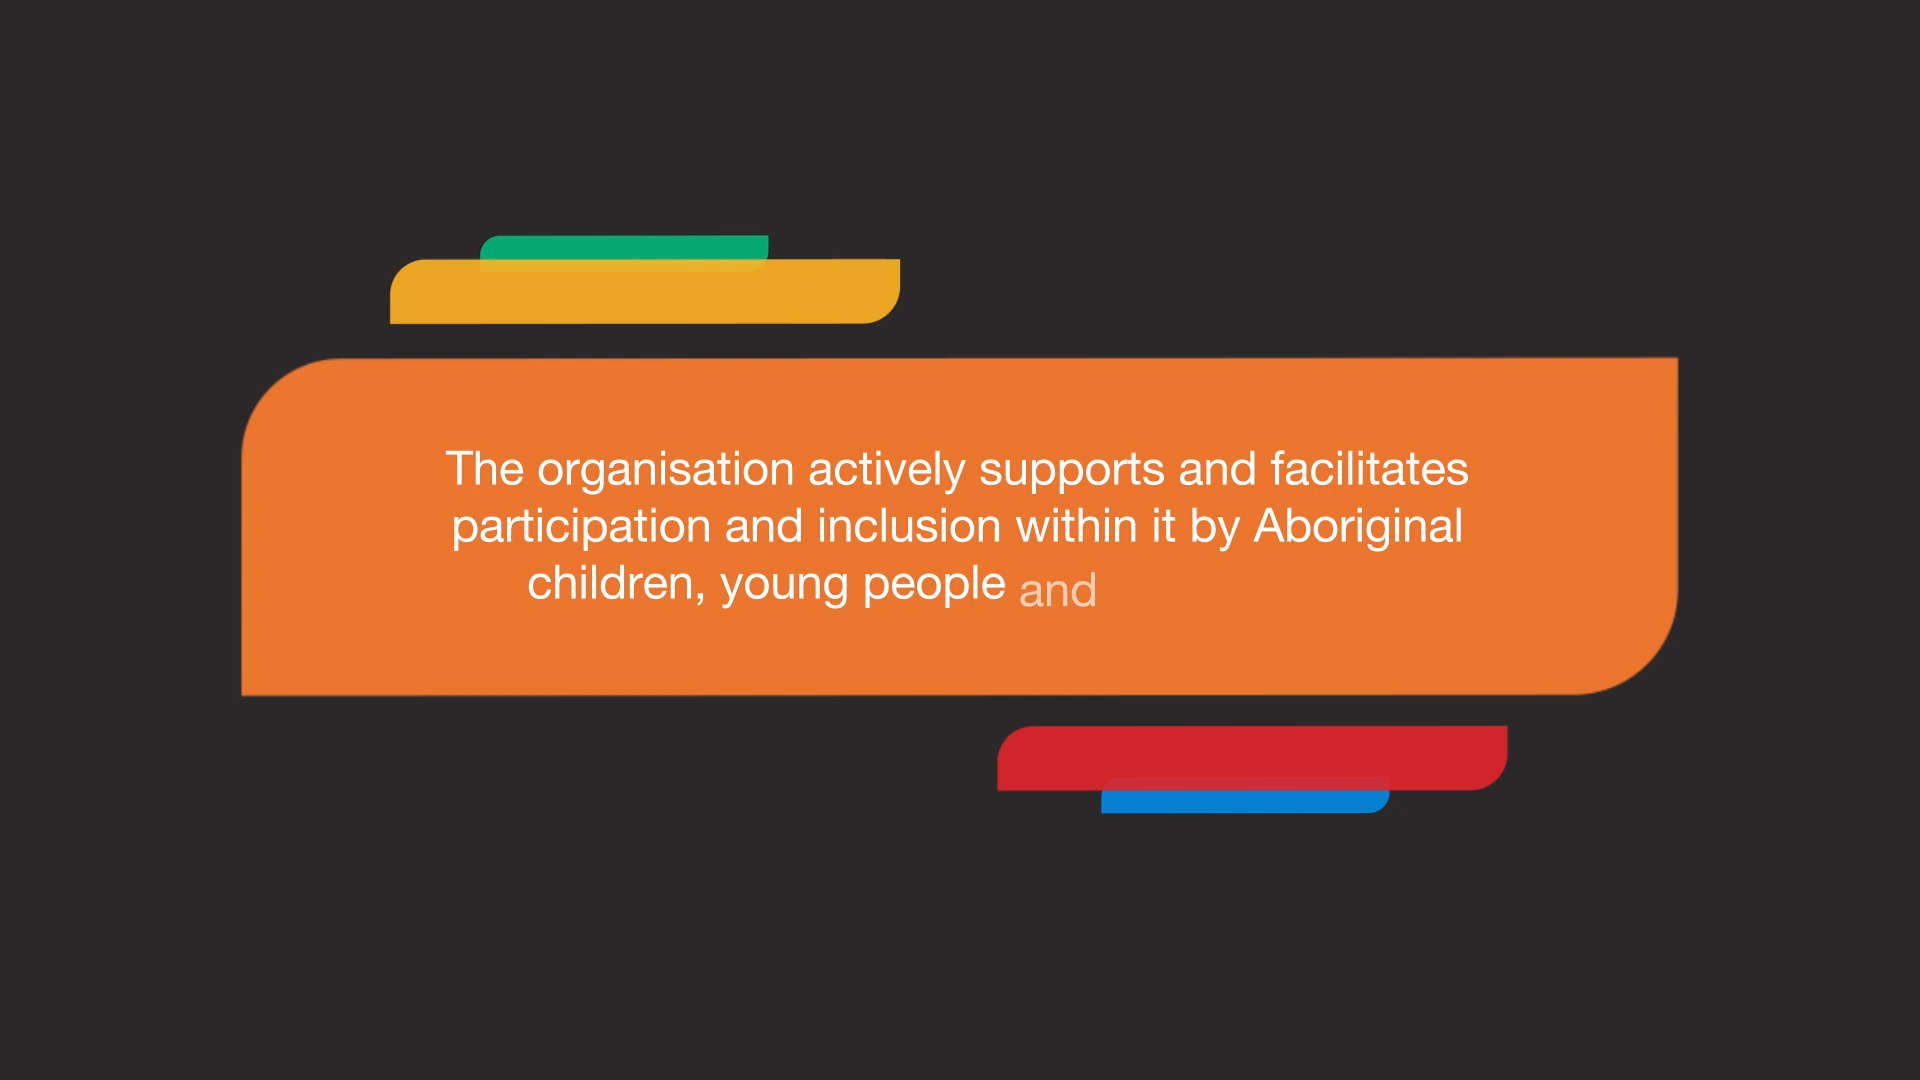 The organisation actively supports and facilitates
participation and inclusion within it by Aboriginal
children, young people and